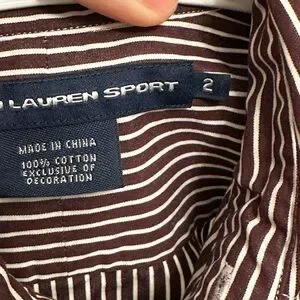 LAUREN SPORT
2
MADE IN CHINA
100% COTTON
EXCLUSIVE OF
DECORATION